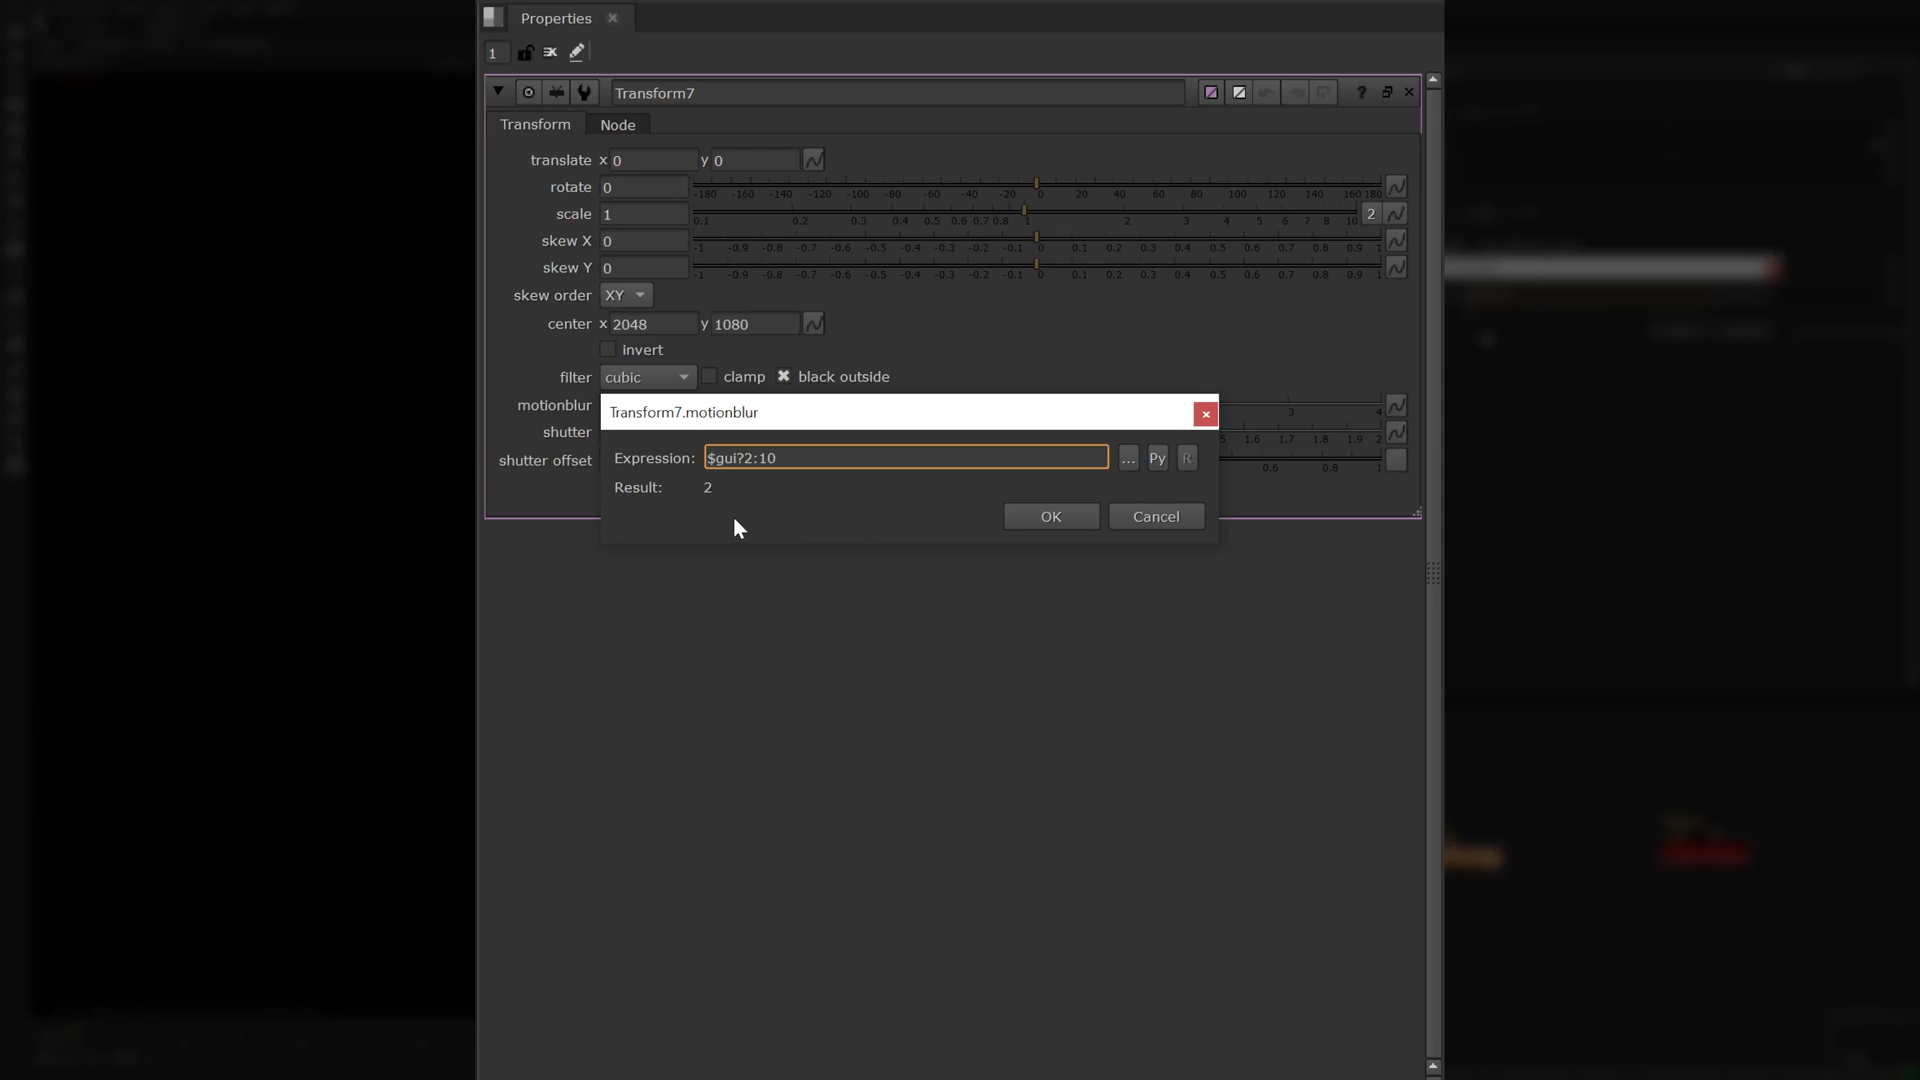 Properties
1
Transform7
?
Transform Node
translate x 0 y 0
rotate 0 -180 -160 -140 -120 -100 -80 -60 -40 -20 0 20 40 60 80 100 120 140 160 180
scale 1 0.1 0.2 0.3 0.4 0.5 0.6 0.7 0.8 1 2 3 4 5 6 7 8 10 2
skew X 0 -1 -0.9 -0.8 -0.7 -0.6 -0.5 -0.4 -0.3 -0.2 -0.1 0 0.1 0.2 0.3 0.4 0.5 0.6 0.7 0.8 0.9 1
skew Y 0 -1 -0.9 -0.8 -0.7 -0.6 -0.5 -0.4 -0.3 -0.2 -0.1 0 0.1 0.2 0.3 0.4 0.5 0.6 0.7 0.8 0.9 1
skew order XY
center x 2048 y 1080
invert
filter cubic clamp black outside
motionblur 3 4
shutter 1.6 1.7 1.8 1.9 2
shutter offset 0.6 0.8 1
Transform7.motionblur
Expression: $gui?2:10 ... Py R
Result: 2
OK Cancel